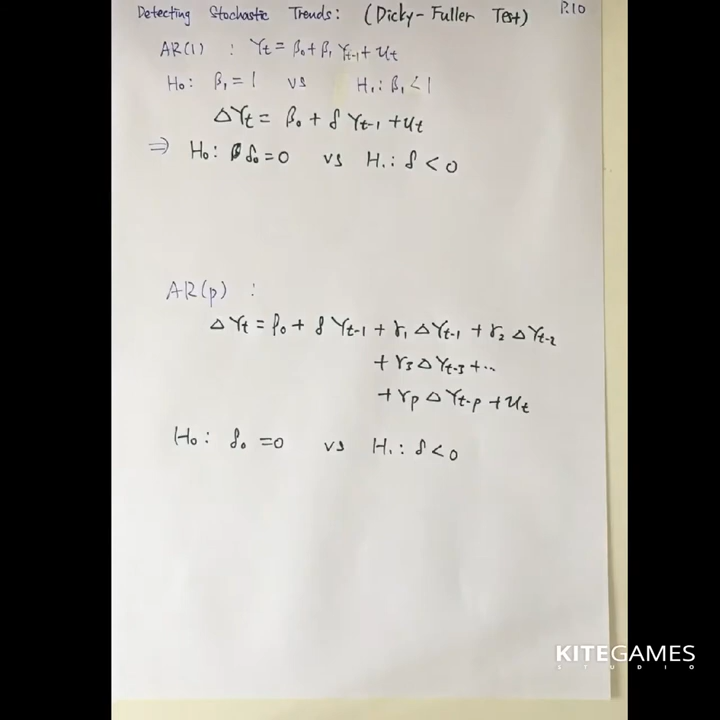 Detecting Stochastic Trends: (Dicky-Fuller Test) P.10
AR(1) : Yt = β0 + β1 Yt-1 + ut
H0: β1 = 1 vs H1: β1 < 1
ΔYt = β0 + δ Yt-1 + ut
⇒ H0: δ0 = 0 vs H1: δ < 0
AR(p) :
ΔYt = β0 + δ Yt-1 + γ1 ΔYt-1 + γ2 ΔYt-2
+ γ3 ΔYt-3 + ...
+ γp ΔYt-p + ut
H0: δ0 = 0 vs H1: δ < 0
KITEGAMES
STUDIO